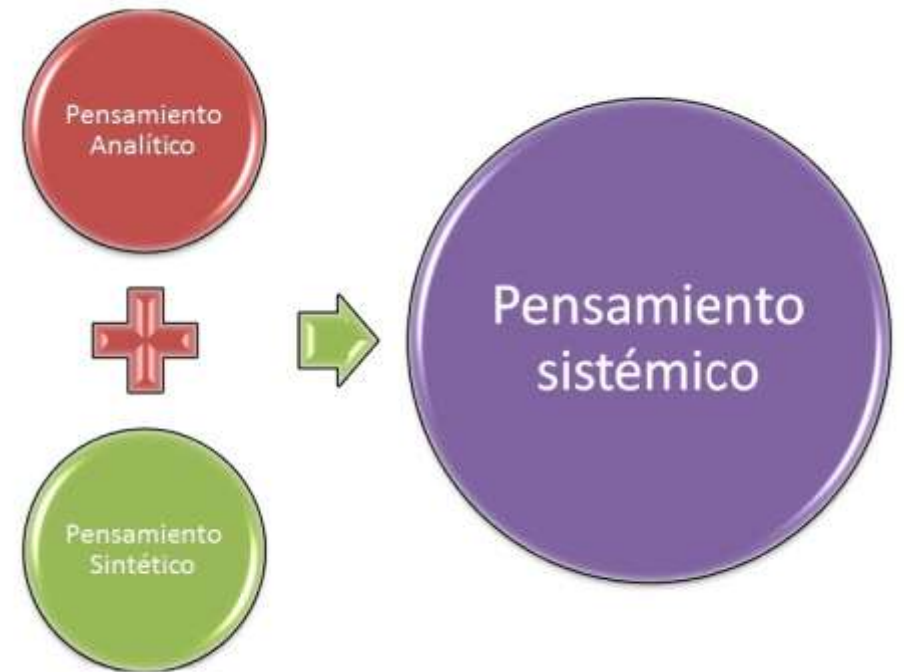 Pensamiento
Analítico
Pensamiento
Sintético
Pensamiento
sistémico